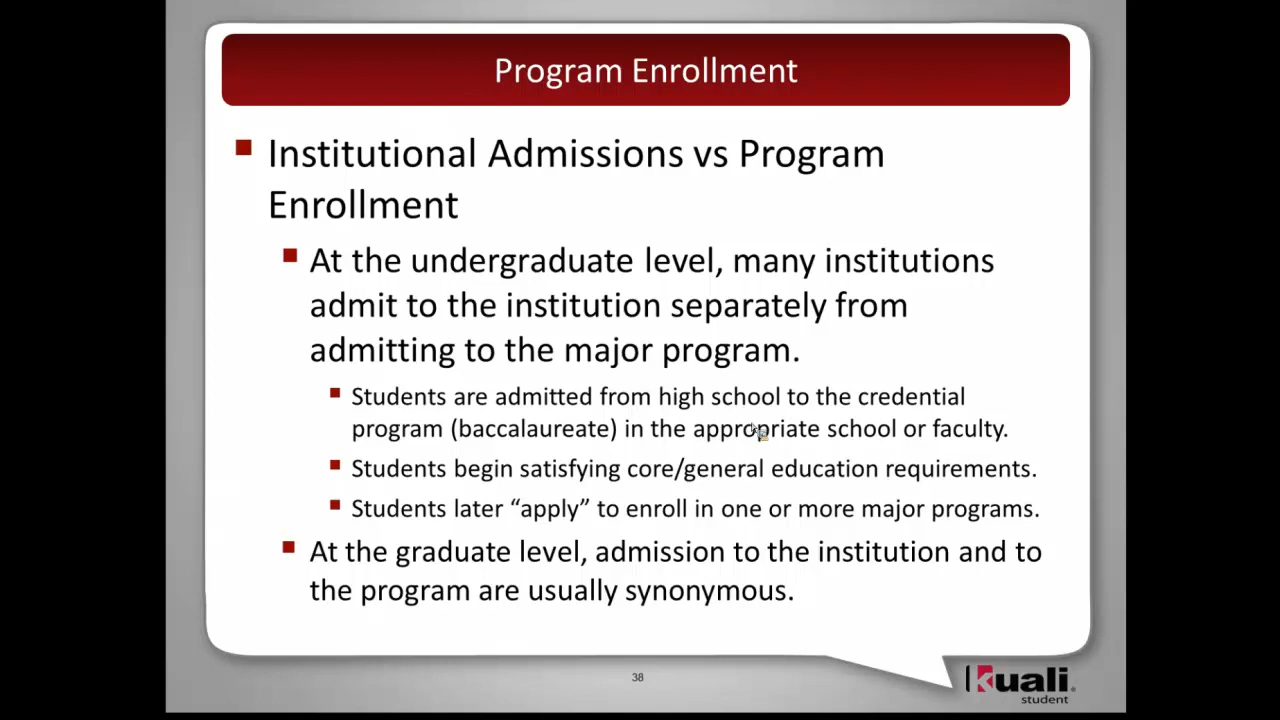 Program Enrollment
Institutional Admissions vs Program
Enrollment
At the undergraduate level, many institutions
admit to the institution separately from
admitting to the major program.
Students are admitted from high school to the credential
program (baccalaureate) in the appropriate school or faculty.
Students begin satisfying core/general education requirements.
Students later “apply” to enroll in one or more major programs.
At the graduate level, admission to the institution and to
the program are usually synonymous.
38
kuali
student